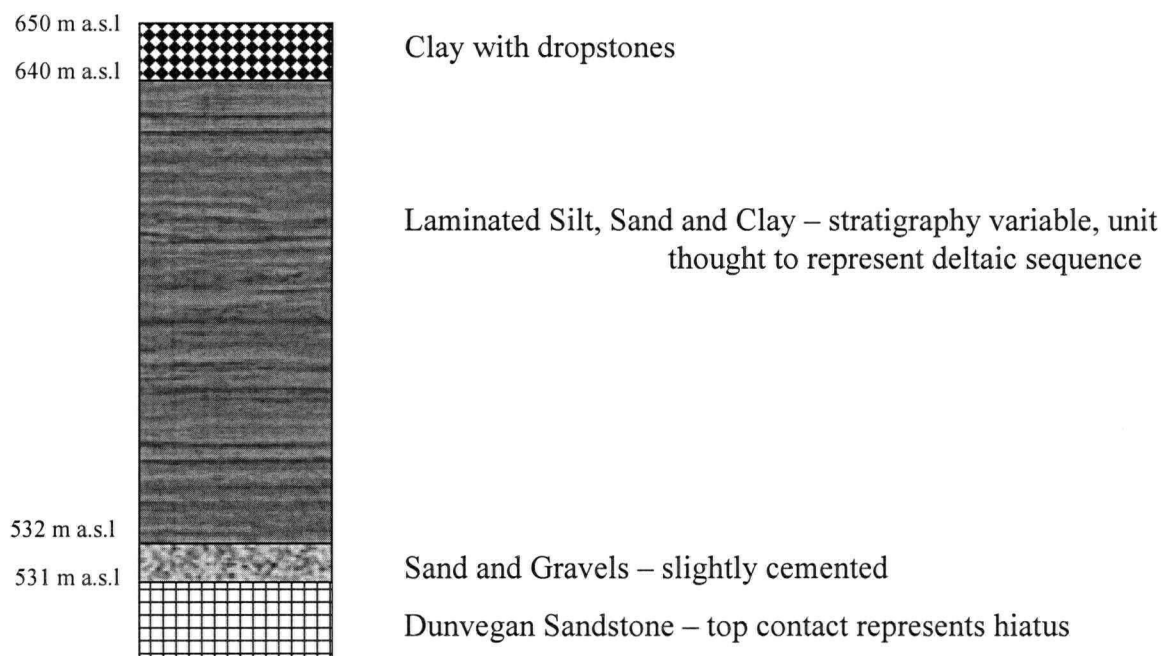 650 m a.s.l
Clay with dropstones
640 m a.s.l
Laminated Silt, Sand and Clay – stratigraphy variable, unit
thought to represent deltaic sequence
532 m a.s.l
Sand and Gravels – slightly cemented
531 m a.s.l
Dunvegan Sandstone – top contact represents hiatus